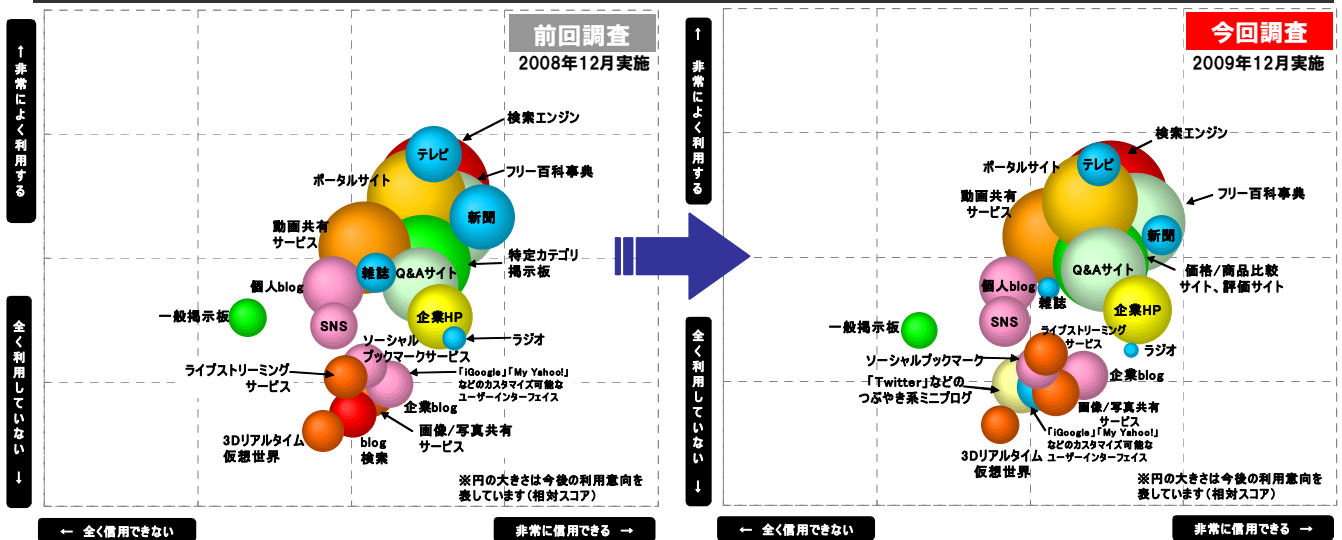 ↑ 非常によく利用する
全く利用していない ↓
前回調査
2008年12月実施
検索エンジン
テレビ
フリー百科事典
ポータルサイト
新聞
動画共有
サービス
特定カテゴリ
掲示板
雑誌
Q&Aサイト
個人blog
一般掲示板
SNS
企業HP
ラジオ
ソーシャル
ブックマークサービス
ライブストリーミング
サービス
「iGoogle」「My Yahoo!」
などのカスタマイズ可能な
ユーザーインターフェイス
企業blog
画像/写真共有
サービス
3Dリアルタイム
仮想世界
blog
検索
※円の大きさは今後の利用意向を
表しています(相対スコア)
← 全く信用できない
非常に信用できる →
↑ 非常によく利用する
全く利用していない ↓
今回調査
2009年12月実施
検索エンジン
テレビ
ポータルサイト
フリー百科事典
動画共有
サービス
新聞
Q&Aサイト
価格/商品比較
サイト、評価サイト
個人blog
雑誌
企業HP
SNS
一般掲示板
ライブストリーミング
サービス
ラジオ
ソーシャルブックマーク
企業blog
「Twitter」などの
つぶやき系ミニブログ
画像/写真共有
サービス
「iGoogle」「My Yahoo!」
などのカスタマイズ可能な
ユーザーインターフェイス
3Dリアルタイム
仮想世界
※円の大きさは今後の利用意向を
表しています(相対スコア)
← 全く信用できない
非常に信用できる →